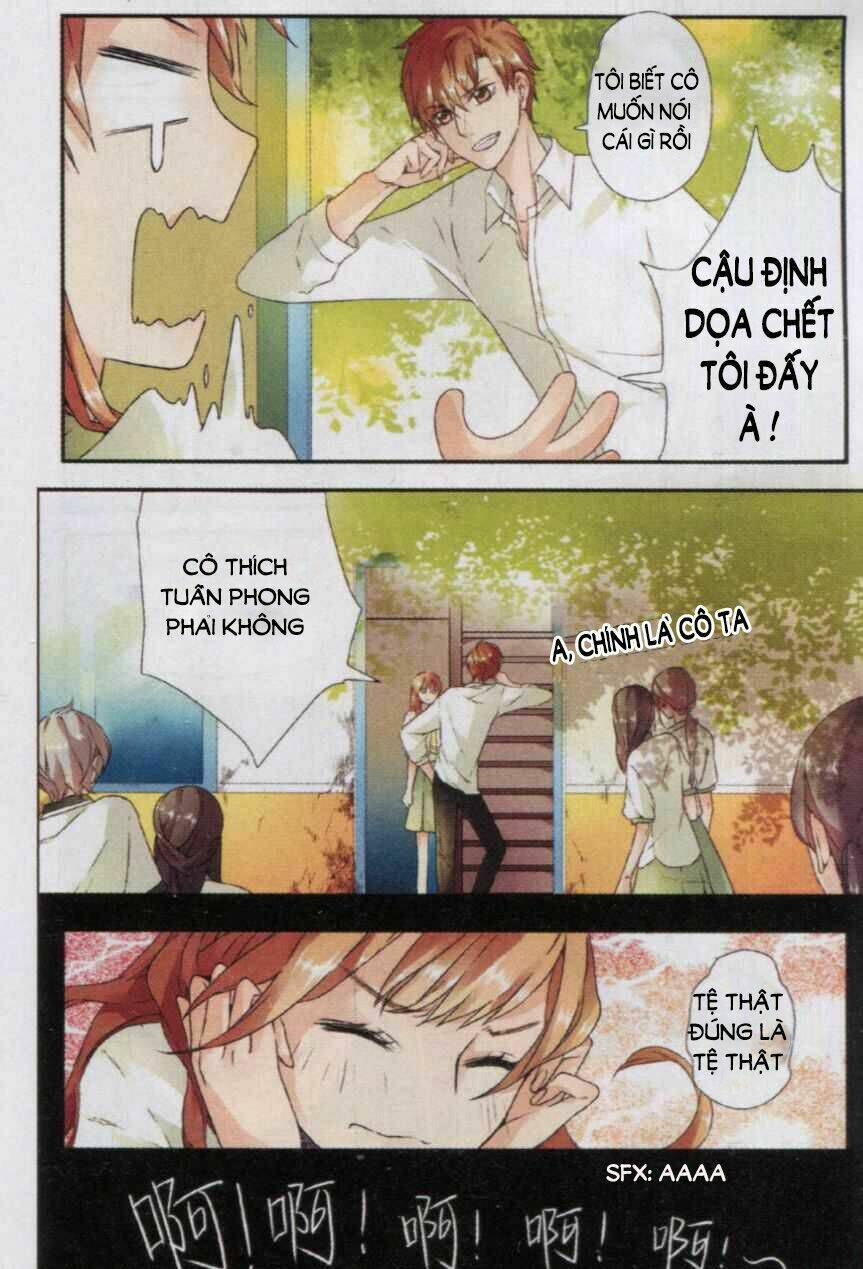 TÔI BIẾT CÔ
MUỐN NÓI
CÁI GÌ RỒI
CẬU ĐỊNH
DỌA CHẾT
TÔI ĐẤY
À !
CÔ THÍCH
TUẤN PHONG
PHẢI KHÔNG
A, CHÍNH LÀ CÔ TA
TỆ THẬT
ĐÚNG LÀ
TỆ THẬT
SFX: AAAA
啊！啊！啊！啊！啊！～